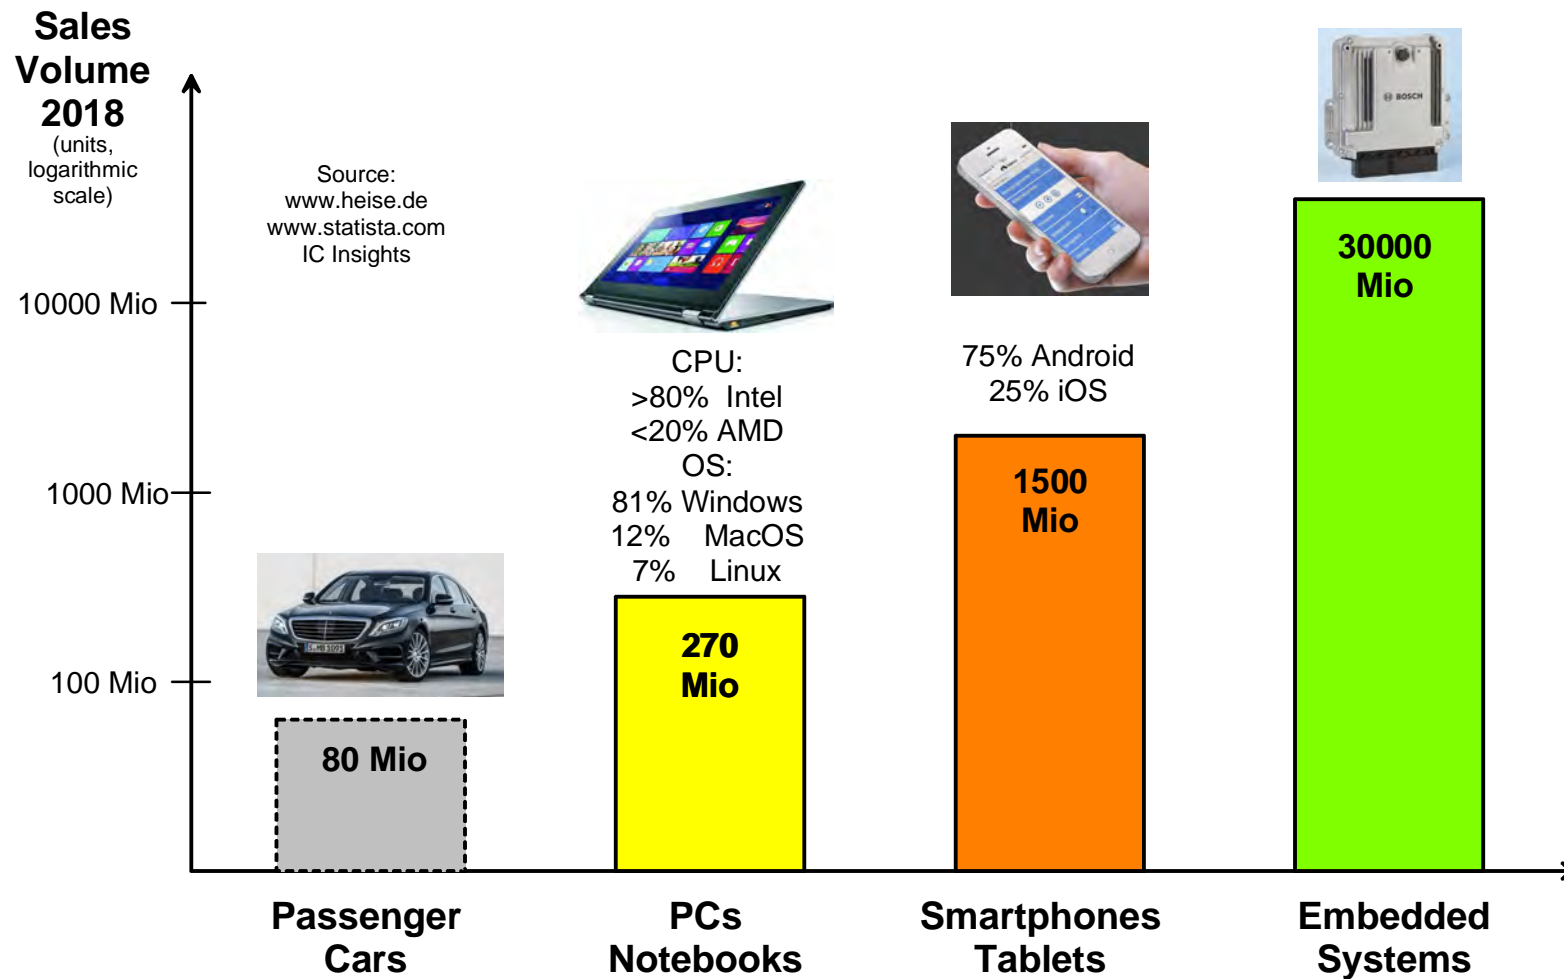 Sales
Volume
2018
(units,
logarithmic
scale)
Source:
www.heise.de
www.statista.com
IC Insights
BOSCH
10000 Mio
1000 Mio
100 Mio
CPU:
>80% Intel
<20% AMD
OS:
81% Windows
12% MacOS
7% Linux
75% Android
25% iOS
80 Mio
270
Mio
1500
Mio
30000
Mio
Passenger
Cars
PCs
Notebooks
Smartphones
Tablets
Embedded
Systems